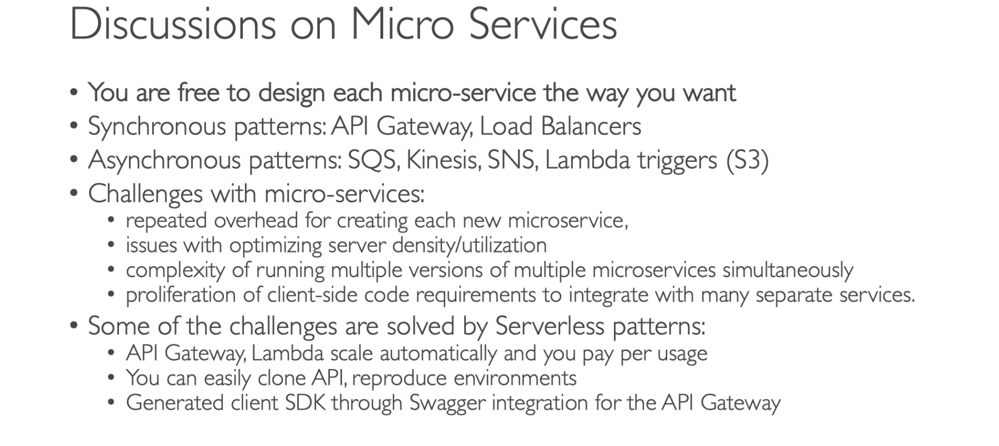 Discussions on Micro Services
• You are free to design each micro-service the way you want
• Synchronous patterns: API Gateway, Load Balancers
• Asynchronous patterns: SQS, Kinesis, SNS, Lambda triggers (S3)
• Challenges with micro-services:
• repeated overhead for creating each new microservice,
• issues with optimizing server density/utilization
• complexity of running multiple versions of multiple microservices simultaneously
• proliferation of client-side code requirements to integrate with many separate services.
• Some of the challenges are solved by Serverless patterns:
• API Gateway, Lambda scale automatically and you pay per usage
• You can easily clone API, reproduce environments
• Generated client SDK through Swagger integration for the API Gateway